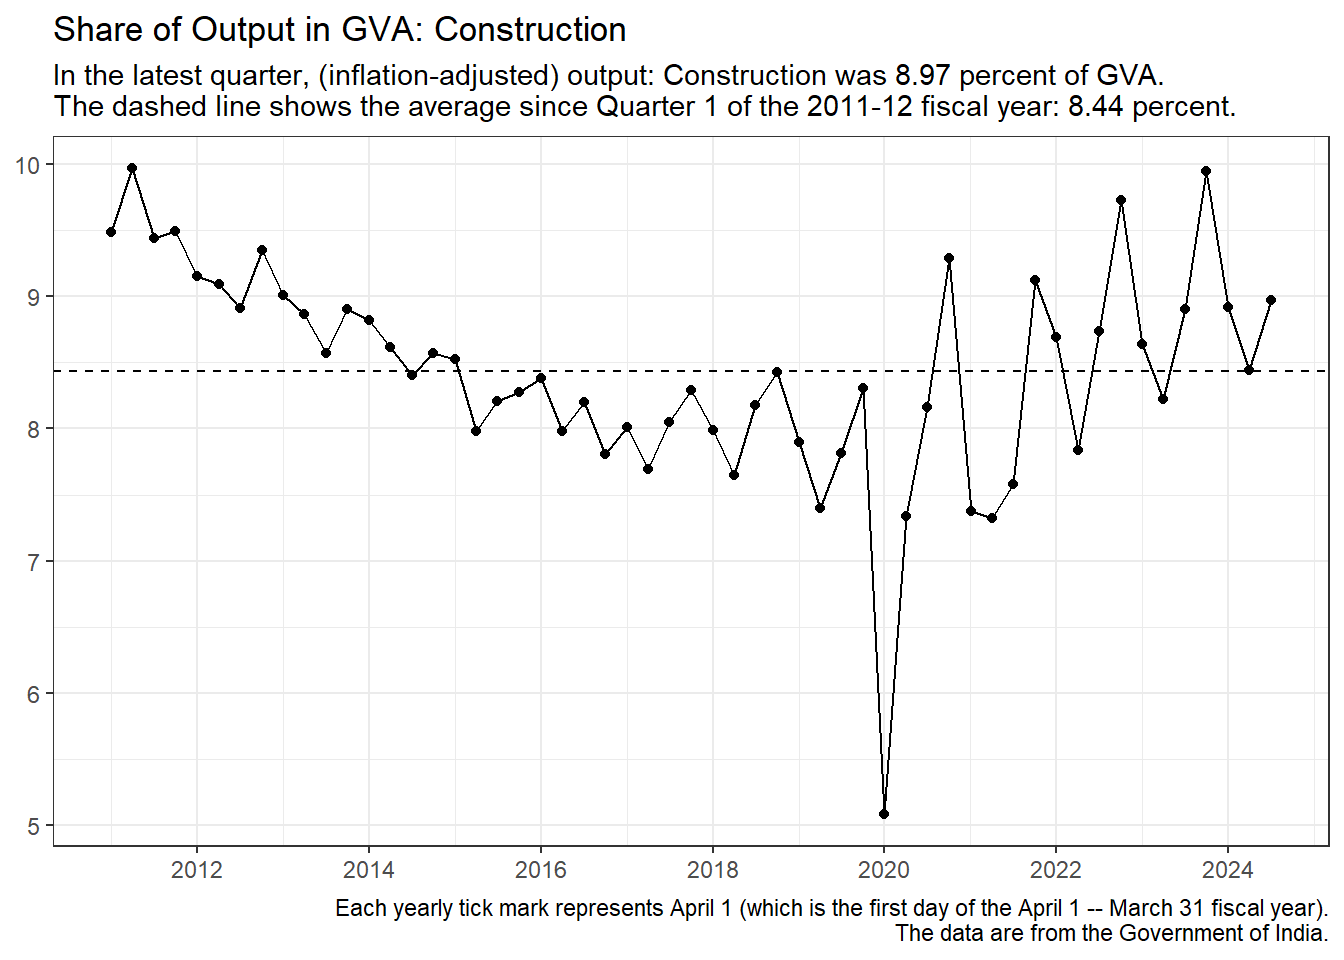 Share of Output in GVA: Construction
In the latest quarter, (inflation-adjusted) output: Construction was 8.97 percent of GVA.
The dashed line shows the average since Quarter 1 of the 2011-12 fiscal year: 8.44 percent.
10
9
8
7
6
5
2012 2014 2016 2018 2020 2022 2024
Each yearly tick mark represents April 1 (which is the first day of the April 1 -- March 31 fiscal year).
The data are from the Government of India.